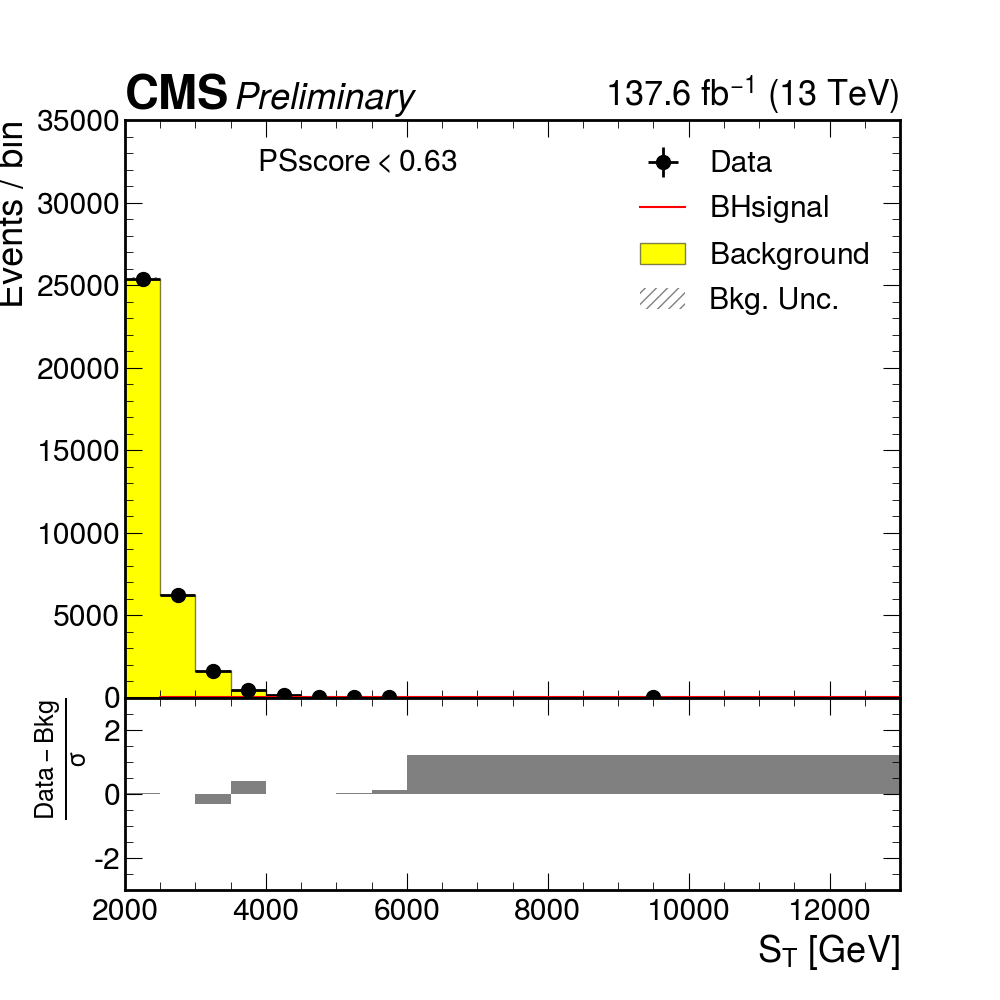 CMS Preliminary 137.6 fb⁻¹ (13 TeV)
Events / bin
35000
30000
25000
20000
15000
10000
5000
0
PSscore < 0.63
Data
BHsignal
Background
Bkg. Unc.
Data − Bkg
σ
2
0
-2
2000 4000 6000 8000 10000 12000
S_T [GeV]